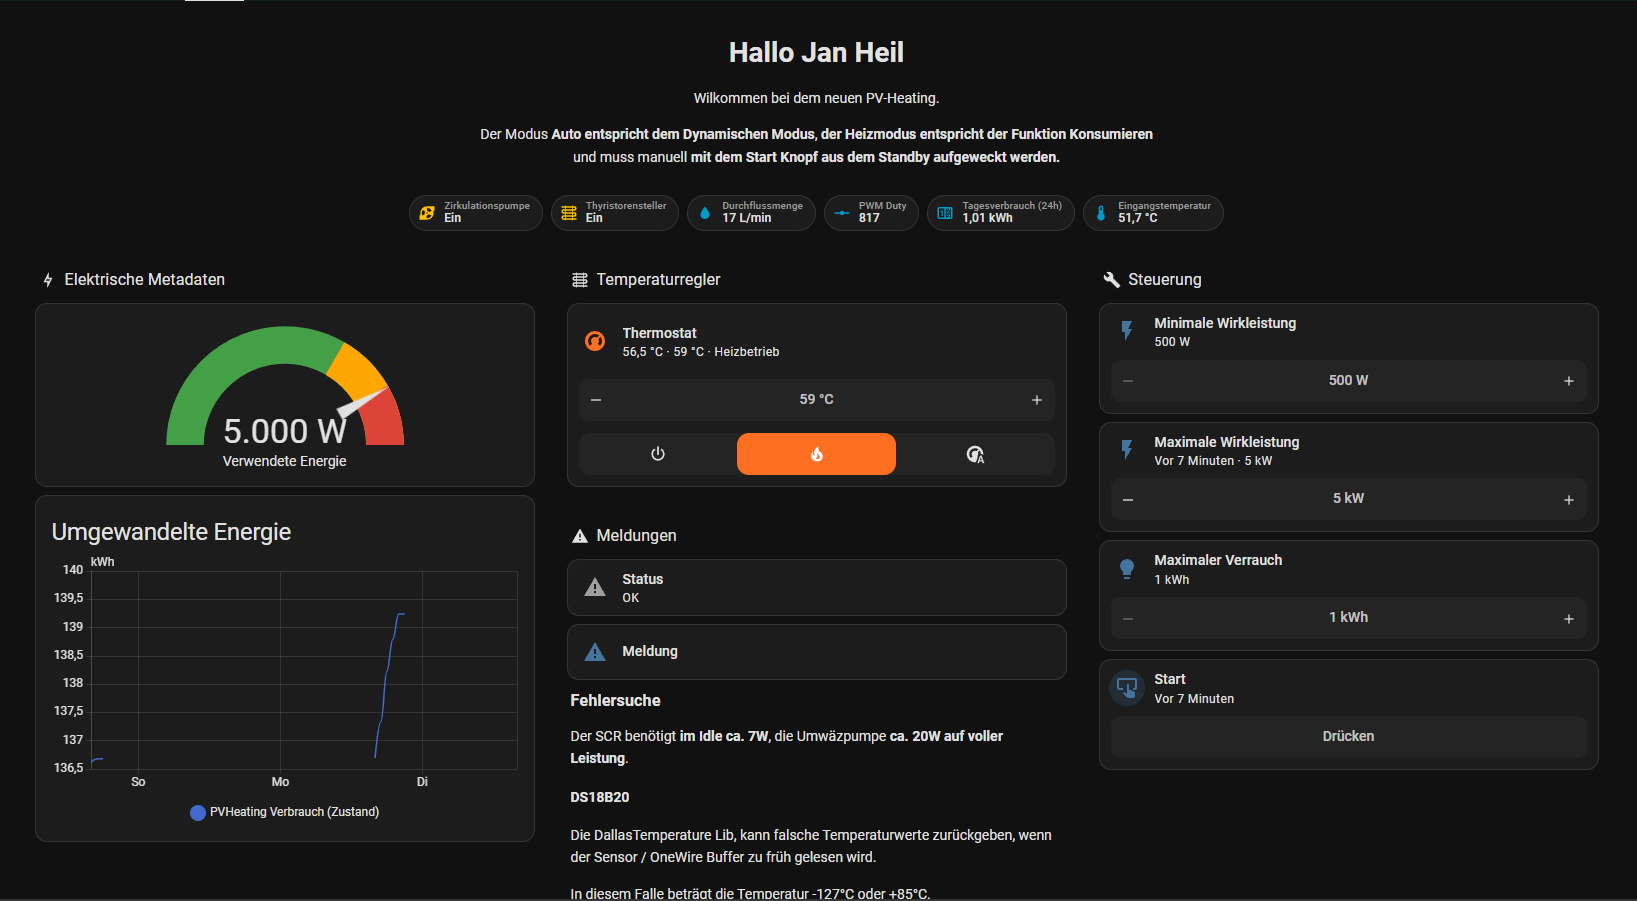 Hallo Jan Heil
Wilkommen bei dem neuen PV-Heating.
Der Modus Auto entspricht dem Dynamischen Modus, der Heizmodus entspricht der Funktion Konsumieren
und muss manuell mit dem Start Knopf aus dem Standby aufgeweckt werden.
Zirkulationspumpe
Ein
Thyristorensteller
Ein
Durchflussmenge
17 L/min
PWM Duty
817
Tagesverbrauch (24h)
1,01 kWh
Eingangstemperatur
51,7 °C
Elektrische Metadaten
5.000 W
Verwendete Energie
Umgewandelte Energie
kWh
140
139,5
139
138,5
138
137,5
137
136,5
So
Mo
Di
PVHeating Verbrauch (Zustand)
Temperaturregler
Thermostat
56,5 °C · 59 °C · Heizbetrieb
− 59 °C +
Meldungen
Status
OK
Meldung
Fehlersuche
Der SCR benötigt im Idle ca. 7W, die Umwäzpumpe ca. 20W auf voller
Leistung.
DS18B20
Die DallasTemperature Lib, kann falsche Temperaturwerte zurückgeben, wenn
der Sensor / OneWire Buffer zu früh gelesen wird.
In diesem Falle beträgt die Temperatur -127°C oder +85°C.
Steuerung
Minimale Wirkleistung
500 W
− 500 W +
Maximale Wirkleistung
Vor 7 Minuten · 5 kW
− 5 kW +
Maximaler Verrauch
1 kWh
− 1 kWh +
Start
Vor 7 Minuten
Drücken